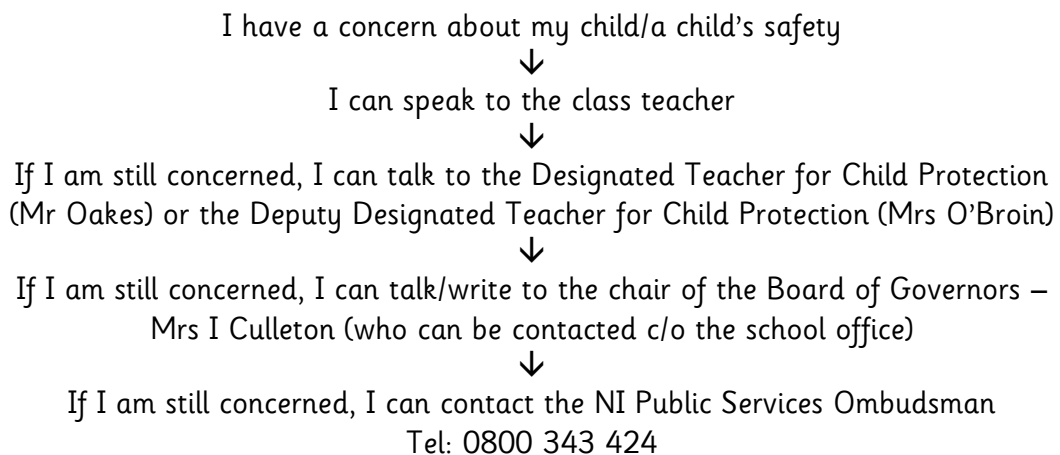 I have a concern about my child/a child's safety
↓
I can speak to the class teacher
↓
If I am still concerned, I can talk to the Designated Teacher for Child Protection
(Mr Oakes) or the Deputy Designated Teacher for Child Protection (Mrs O'Broin)
↓
If I am still concerned, I can talk/write to the chair of the Board of Governors –
Mrs I Culleton (who can be contacted c/o the school office)
↓
If I am still concerned, I can contact the NI Public Services Ombudsman
Tel: 0800 343 424